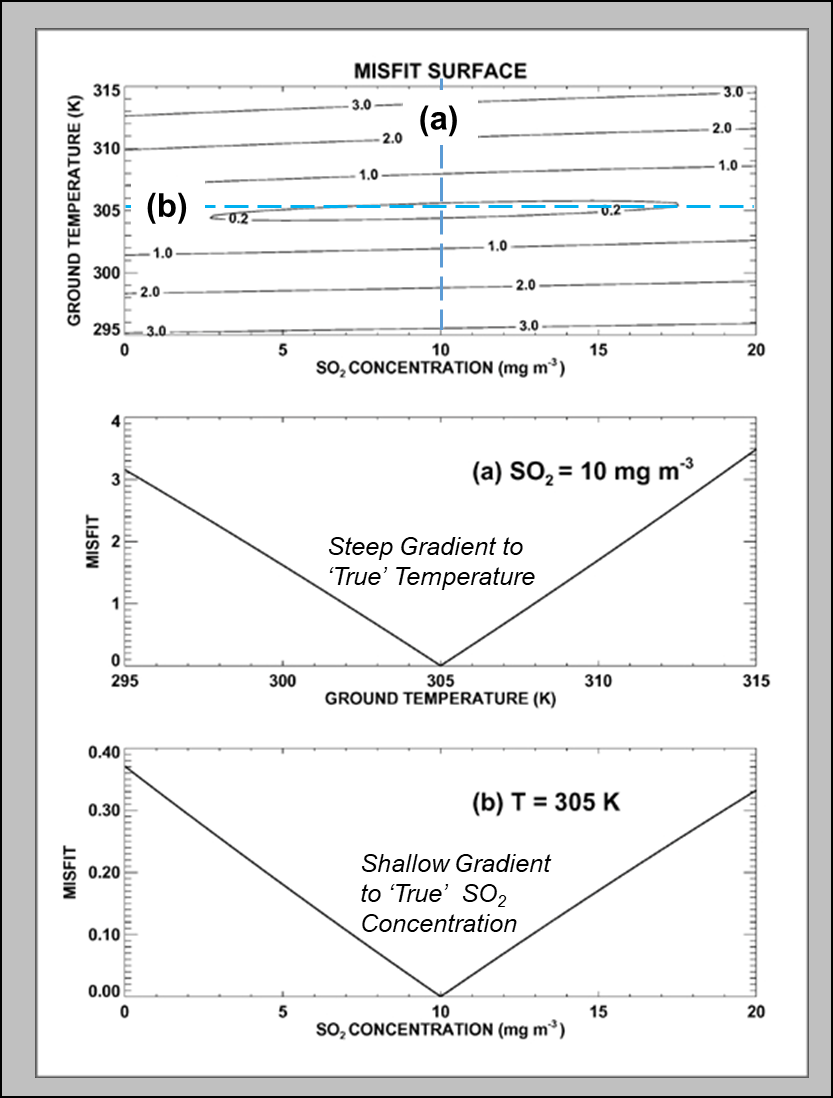 MISFIT SURFACE
GROUND TEMPERATURE (K)
315
310
305
300
295
3.0
3.0
(a)
2.0
2.0
1.0
1.0
(b)
0.2
0.2
1.0
1.0
2.0
2.0
3.0
3.0
0 5 10 15 20
SO₂ CONCENTRATION (mg m⁻³)
MISFIT
4
3
2
1
0
(a) SO₂ = 10 mg m⁻³
Steep Gradient to
‘True’ Temperature
295 300 305 310 315
GROUND TEMPERATURE (K)
MISFIT
0.40
0.30
0.20
0.10
0.00
(b) T = 305 K
Shallow Gradient
to ‘True’ SO₂
Concentration
0 5 10 15 20
SO₂ CONCENTRATION (mg m⁻³)